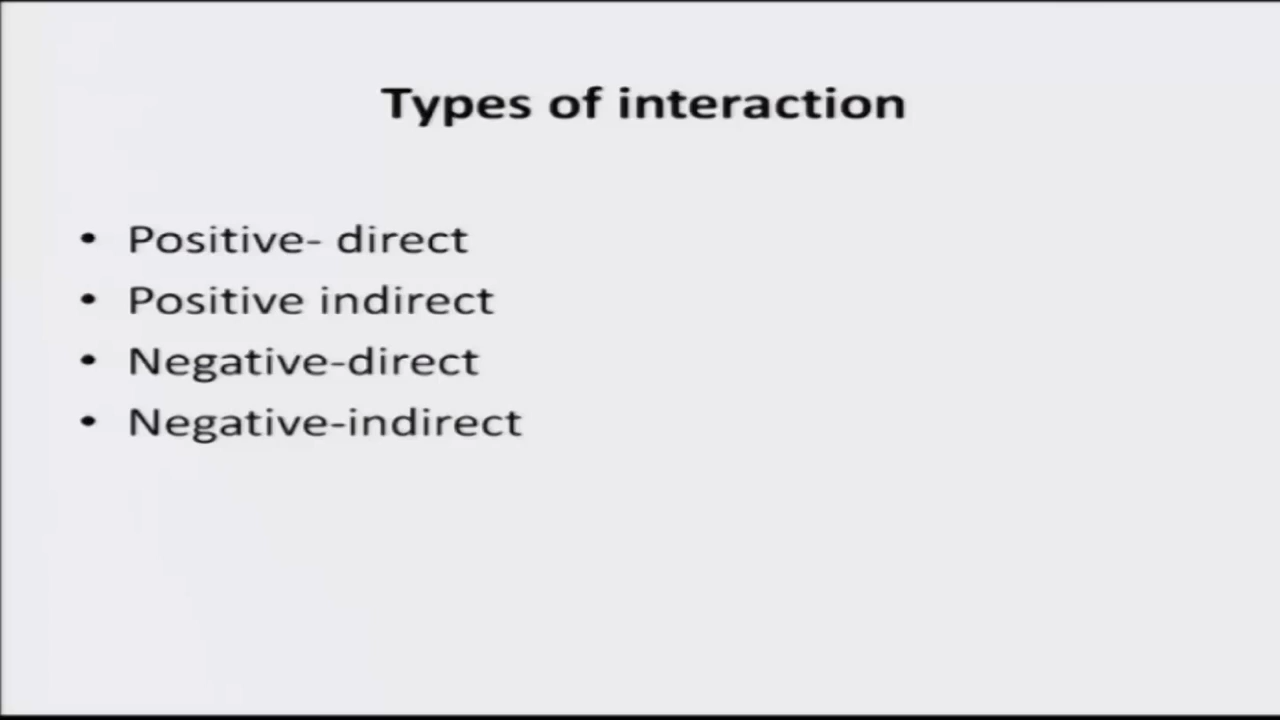 Types of interaction
• Positive- direct
• Positive indirect
• Negative-direct
• Negative-indirect